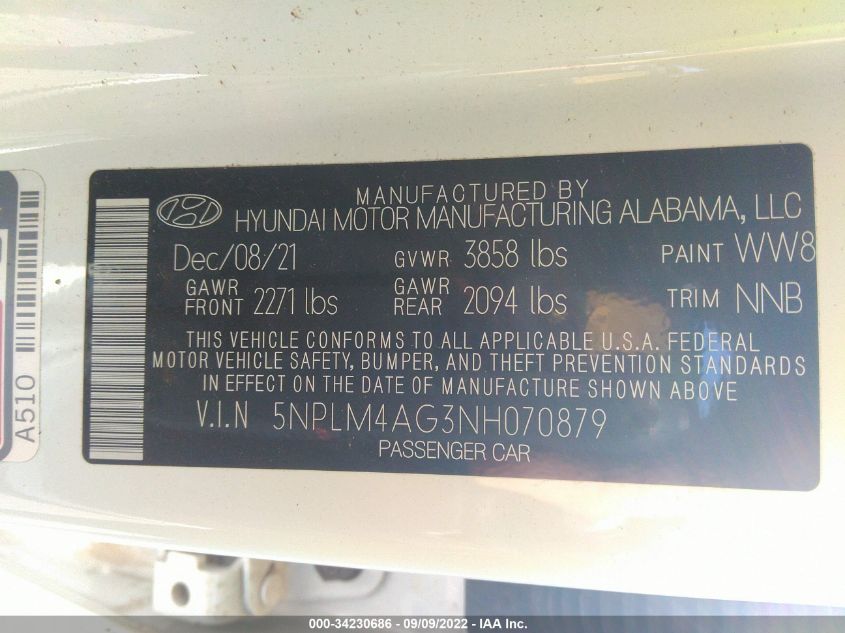 MANUFACTURED BY
HYUNDAI MOTOR MANUFACTURING ALABAMA, LLC
Dec/08/21 GVWR 3858 lbs PAINT WW8
GAWR FRONT 2271 lbs GAWR REAR 2094 lbs TRIM NNB
THIS VEHICLE CONFORMS TO ALL APPLICABLE U.S.A. FEDERAL
MOTOR VEHICLE SAFETY, BUMPER, AND THEFT PREVENTION STANDARDS
IN EFFECT ON THE DATE OF MANUFACTURE SHOWN ABOVE
V.I.N 5NPLM4AG3NH070879
PASSENGER CAR
A510
000-34230686 - 09/09/2022 - IAA Inc.